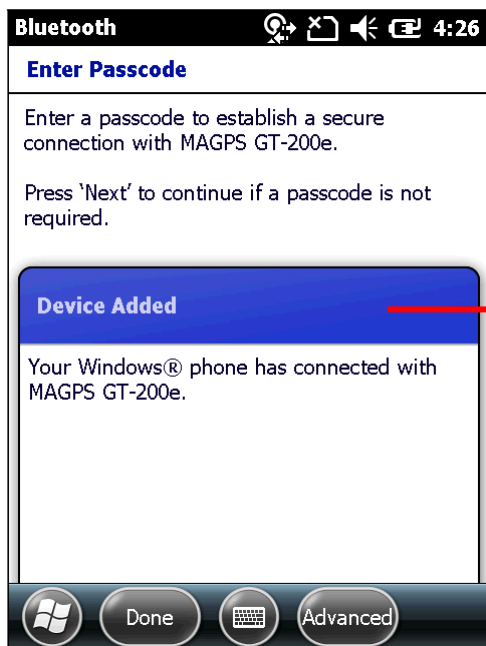 Bluetooth 4:26
Enter Passcode
Enter a passcode to establish a secure
connection with MAGPS GT-200e.
Press ‘Next’ to continue if a passcode is not
required.
Device Added
Your Windows® phone has connected with
MAGPS GT-200e.
Done Advanced